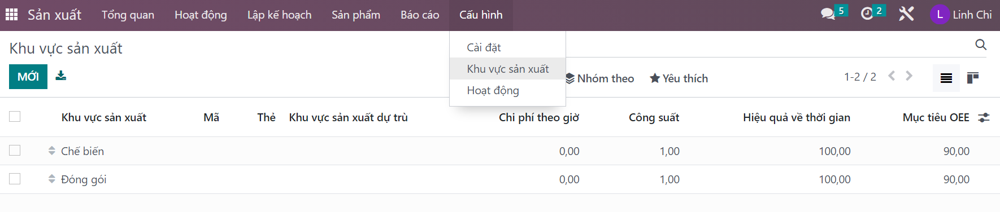 Sản xuất Tổng quan Hoạt động Lập kế hoạch Sản phẩm Báo cáo Cấu hình 5 2 L Linh Chi
Khu vực sản xuất
Cài đặt
Khu vực sản xuất
Hoạt động
MỚI
Nhóm theo Yêu thích 1-2 / 2
Khu vực sản xuất Mã Thẻ Khu vực sản xuất dự trù Chi phí theo giờ Công suất Hiệu quả về thời gian Mục tiêu OEE
Chế biến 0,00 1,00 100,00 90,00
Đóng gói 0,00 1,00 100,00 90,00